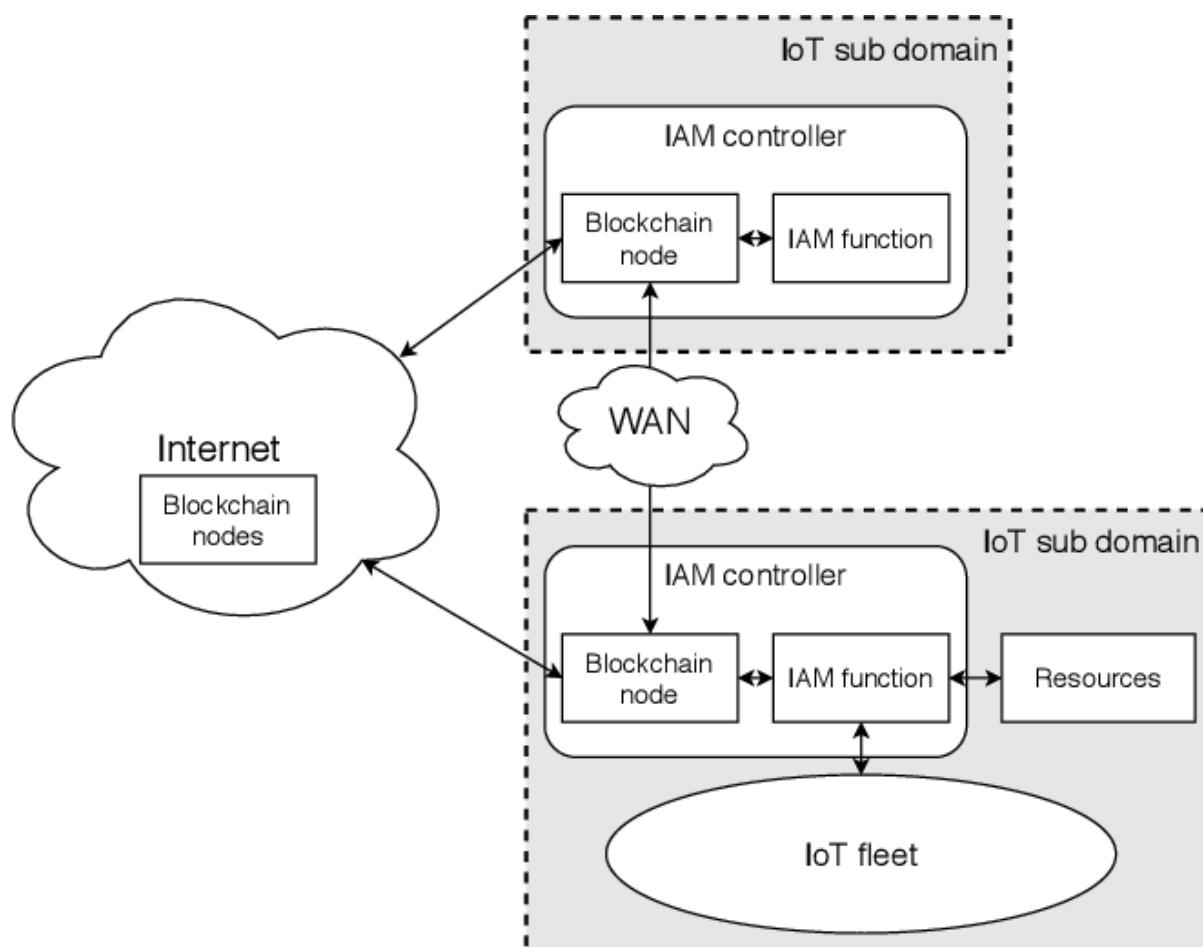 IoT sub domain
IAM controller
Blockchain
node
IAM function
WAN
Internet
Blockchain
nodes
IoT sub domain
IAM controller
Blockchain
node
IAM function
Resources
IoT fleet